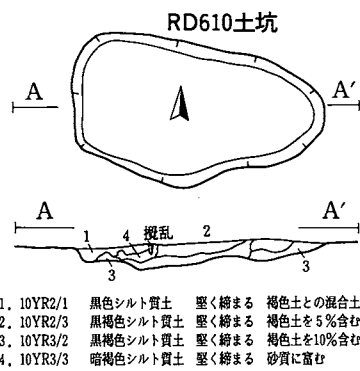 RD610土坑
A A′
A A′
1 4 攪乱 2
3 3
1. 10YR2/1 黒色シルト質土 堅く締まる 褐色土との混合土
2. 10YR2/3 黒褐色シルト質土 堅く締まる 褐色土を5%含む
3. 10YR3/2 黒褐色シルト質土 堅く締まる 褐色土を10%含む
4. 10YR3/3 暗褐色シルト質土 堅く締まる 砂質に富む